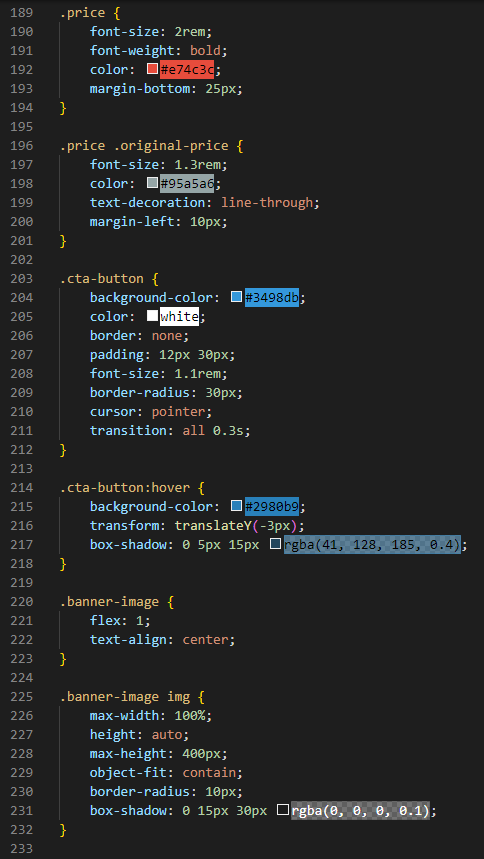 189 .price {
190     font-size: 2rem;
191     font-weight: bold;
192     color: #e74c3c;
193     margin-bottom: 25px;
194 }
195
196 .price .original-price {
197     font-size: 1.3rem;
198     color: #95a5a6;
199     text-decoration: line-through;
200     margin-left: 10px;
201 }
202
203 .cta-button {
204     background-color: #3498db;
205     color: white;
206     border: none;
207     padding: 12px 30px;
208     font-size: 1.1rem;
209     border-radius: 30px;
210     cursor: pointer;
211     transition: all 0.3s;
212 }
213
214 .cta-button:hover {
215     background-color: #2980b9;
216     transform: translateY(-3px);
217     box-shadow: 0 5px 15px rgba(41, 128, 185, 0.4);
218 }
219
220 .banner-image {
221     flex: 1;
222     text-align: center;
223 }
224
225 .banner-image img {
226     max-width: 100%;
227     height: auto;
228     max-height: 400px;
229     object-fit: contain;
230     border-radius: 10px;
231     box-shadow: 0 15px 30px rgba(0, 0, 0, 0.1);
232 }
233